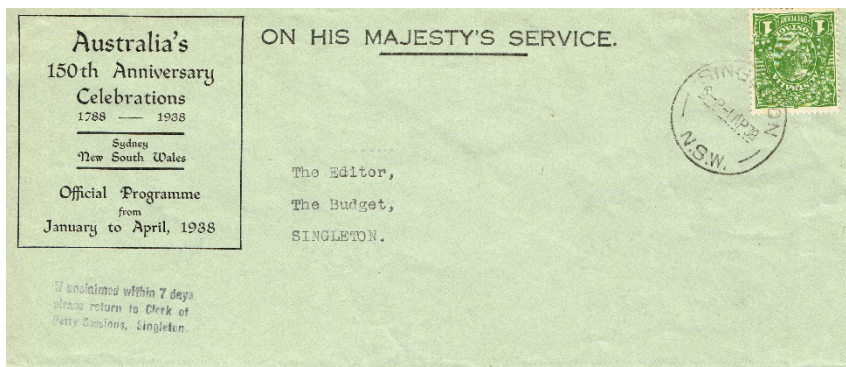 Australia's
150th Anniversary
Celebrations
1788 — 1938
Sydney
New South Wales
Official Programme
from
January to April, 1938
ON HIS MAJESTY'S SERVICE.
The Editor,
The Budget,
SINGLETON.
If unclaimed within 7 days
please return to Clerk of
Petty Sessions, Singleton.
N.S.W.